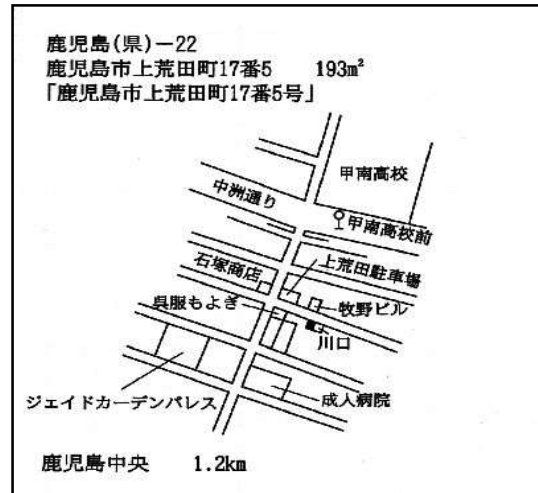 鹿児島(県)-22
鹿児島市上荒田町17番5　　193m²
「鹿児島市上荒田町17番5号」
甲南高校
中洲通り
甲南高校前
上荒田駐車場
石塚商店
牧野ビル
呉服もよぎ
川口
ジェイドカーデンパレス
成人病院
鹿児島中央　　1.2km